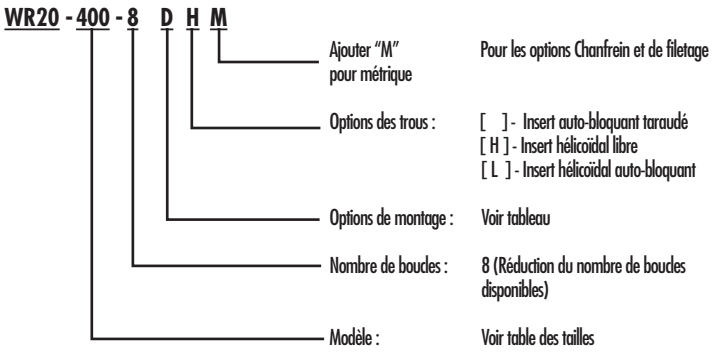 WR20 - 400 - 8 D H M
Ajouter “M” Pour les options Chanfrein et de filetage
pour métrique
Options des trous : [ ] - Insert auto-bloquant taraudé
[ H ] - Insert hélicoïdal libre
[ L ] - Insert hélicoïdal auto-bloquant
Options de montage : Voir tableau
Nombre de boucles : 8 (Réduction du nombre de boucles
disponibles)
Modèle : Voir table des tailles